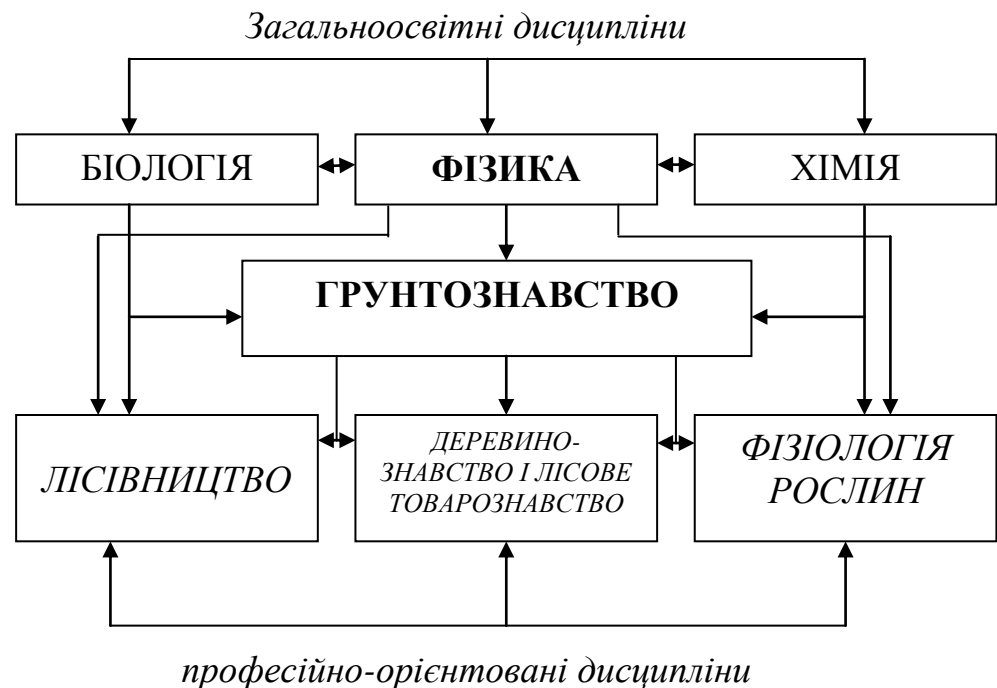 Загальноосвітні дисципліни
БІОЛОГІЯ
ФІЗИКА
ХІМІЯ
ГРУНТОЗНАВСТВО
ЛІСІВНИЦТВО
ДЕРЕВИНО-
ЗНАВСТВО І ЛІСОВЕ
ТОВАРОЗНАВСТВО
ФІЗІОЛОГІЯ
РОСЛИН
професійно-орієнтовані дисципліни